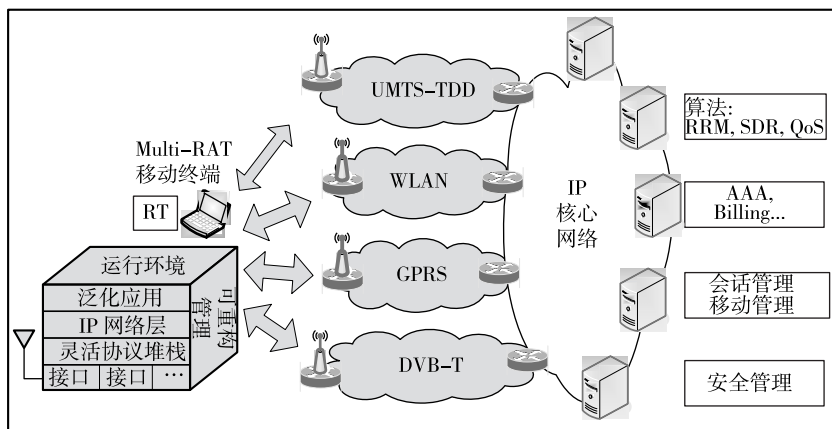 UMTS-TDD
算法:
RRM, SDR, QoS
Multi-RAT
移动终端
WLAN
IP
核心
网络
AAA,
Billing...
RT
运行环境
泛化应用
IP 网络层
灵活协议堆栈
接口 接口 …
可重构
管理
GPRS
会话管理
移动管理
DVB-T
安全管理